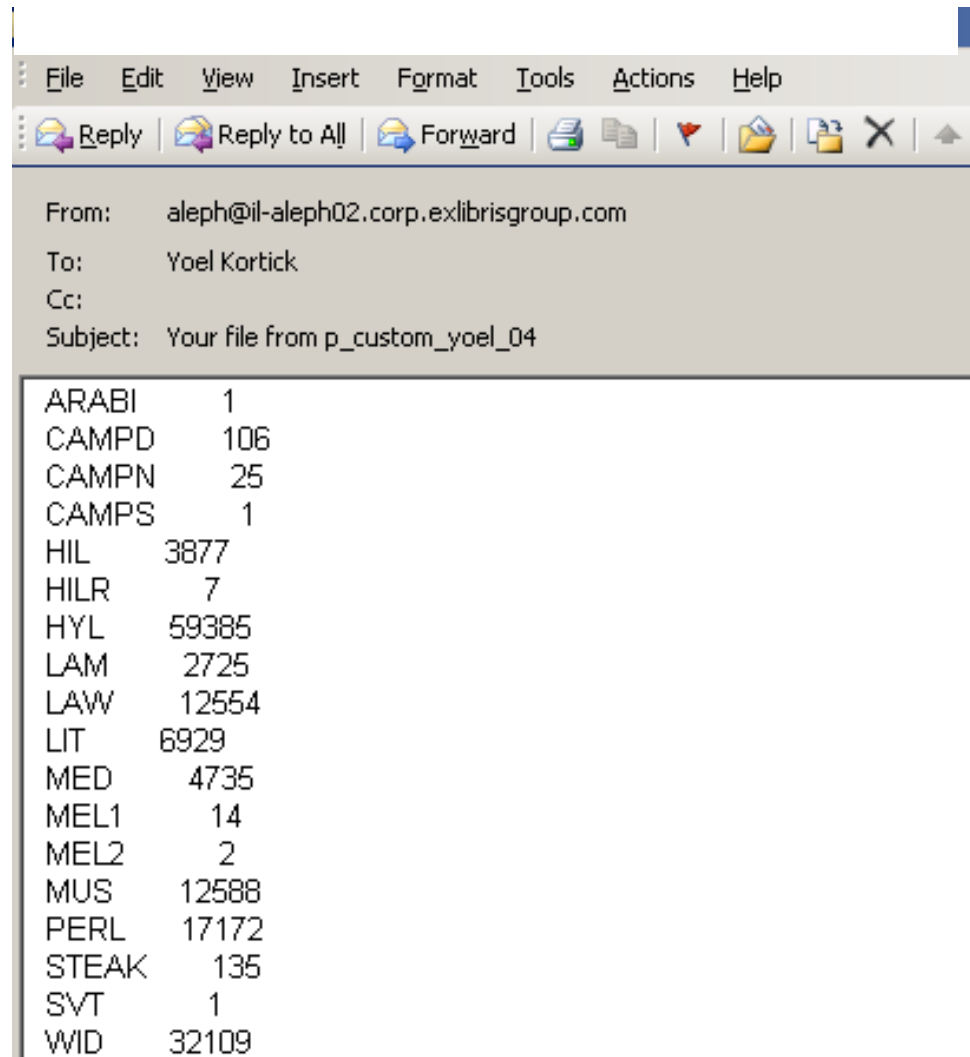 File Edit View Insert Format Tools Actions Help
Reply Reply to All Forward
From: aleph@il-aleph02.corp.exlibrisgroup.com
To: Yoel Kortick
Cc:
Subject: Your file from p_custom_yoel_04
ARABI 1
CAMPD 106
CAMPN 25
CAMPS 1
HIL 3877
HILR 7
HYL 59385
LAM 2725
LAW 12554
LIT 6929
MED 4735
MEL1 14
MEL2 2
MUS 12588
PERL 17172
STEAK 135
SVT 1
WID 32109